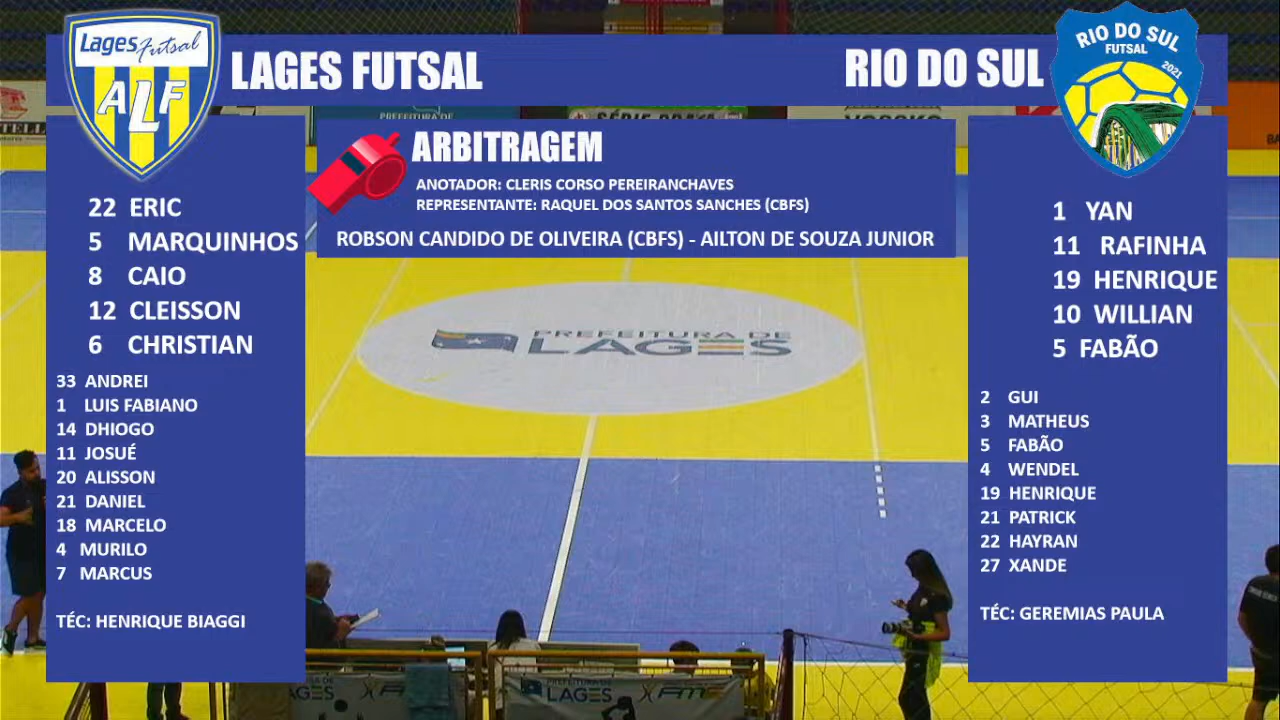 Lages Futsal
ALF
LAGES FUTSAL
RIO DO SUL
RIO DO SUL
FUTSAL
2021
ARBITRAGEM
ANOTADOR: CLERIS CORSO PEREIRANCHAVES
REPRESENTANTE: RAQUEL DOS SANTOS SANCHES (CBFS)
ROBSON CANDIDO DE OLIVEIRA (CBFS) - AILTON DE SOUZA JUNIOR
22 ERIC
5 MARQUINHOS
8 CAIO
12 CLEISSON
6 CHRISTIAN
33 ANDREI
1 LUIS FABIANO
14 DHIOGO
11 JOSUÉ
20 ALISSON
21 DANIEL
18 MARCELO
4 MURILO
7 MARCUS
TÉC: HENRIQUE BIAGGI
1 YAN
11 RAFINHA
19 HENRIQUE
10 WILLIAN
5 FABÃO
2 GUI
3 MATHEUS
5 FABÃO
4 WENDEL
19 HENRIQUE
21 PATRICK
22 HAYRAN
27 XANDE
TÉC: GEREMIAS PAULA
PREFEITURA DE
LAGES
PREFEITURA DE
LAGES